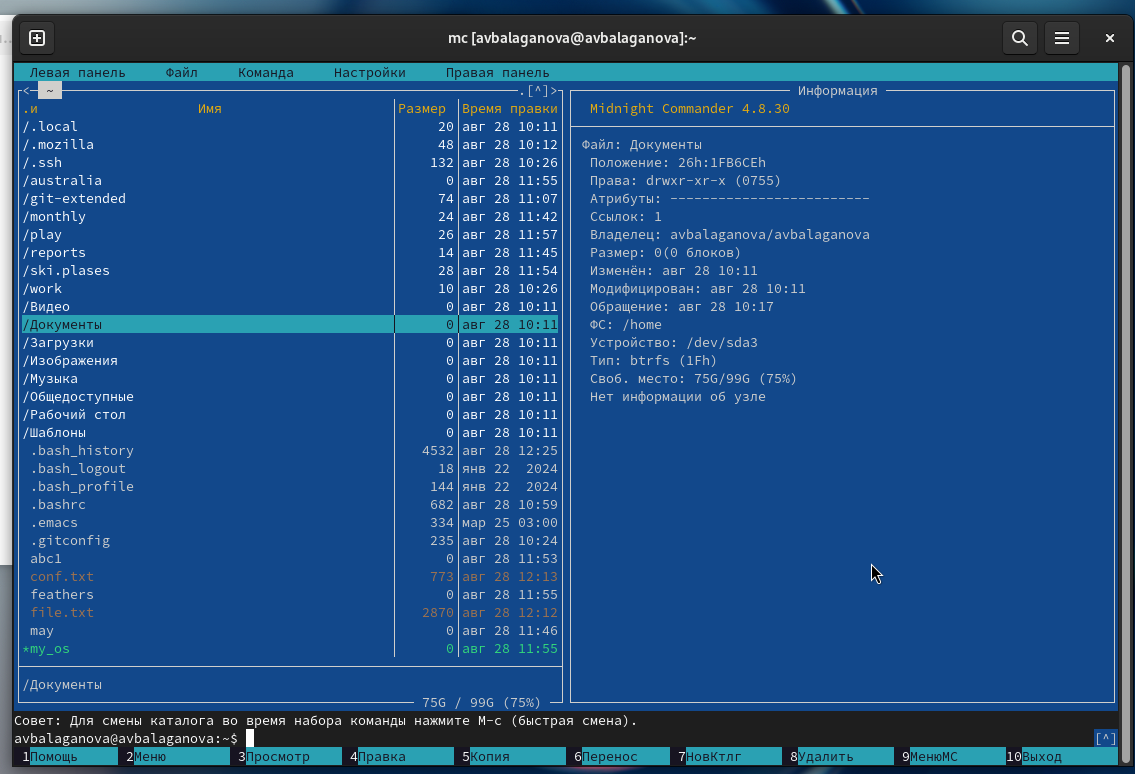 mc [avbalaganova@avbalaganova]:~
Левая панель Файл Команда Настройки Правая панель
<─ ~ .[^]>
.и Имя Размер Время правки
/.local 20 авг 28 10:11
/.mozilla 48 авг 28 10:12
/.ssh 132 авг 28 10:26
/australia 0 авг 28 11:55
/git-extended 74 авг 28 11:07
/monthly 24 авг 28 11:42
/play 26 авг 28 11:57
/reports 14 авг 28 11:45
/ski.plases 28 авг 28 11:54
/work 10 авг 28 10:26
/Видео 0 авг 28 10:11
/Документы 0 авг 28 10:11
/Загрузки 0 авг 28 10:11
/Изображения 0 авг 28 10:11
/Музыка 0 авг 28 10:11
/Общедоступные 0 авг 28 10:11
/Рабочий стол 0 авг 28 10:11
/Шаблоны 0 авг 28 10:11
.bash_history 4532 авг 28 12:25
.bash_logout 18 янв 22 2024
.bash_profile 144 янв 22 2024
.bashrc 682 авг 28 10:59
.emacs 334 мар 25 03:00
.gitconfig 235 авг 28 10:24
abc1 0 авг 28 11:53
conf.txt 773 авг 28 12:13
feathers 0 авг 28 11:55
file.txt 2870 авг 28 12:12
may 0 авг 28 11:46
*my_os 0 авг 28 11:55
/Документы
75G / 99G (75%)
Информация
Midnight Commander 4.8.30
Файл: Документы
Положение: 26h:1FB6CEh
Права: drwxr-xr-x (0755)
Атрибуты: -------------------------
Ссылок: 1
Владелец: avbalaganova/avbalaganova
Размер: 0(0 блоков)
Изменён: авг 28 10:11
Модифицирован: авг 28 10:11
Обращение: авг 28 10:17
ФС: /home
Устройство: /dev/sda3
Тип: btrfs (1Fh)
Своб. место: 75G/99G (75%)
Нет информации об узле
Совет: Для смены каталога во время набора команды нажмите M-c (быстрая смена).
avbalaganova@avbalaganova:~$ [^]
1Помощь 2Меню 3Просмотр 4Правка 5Копия 6Перенос 7НовКтлг 8Удалить 9МенюMC 10Выход